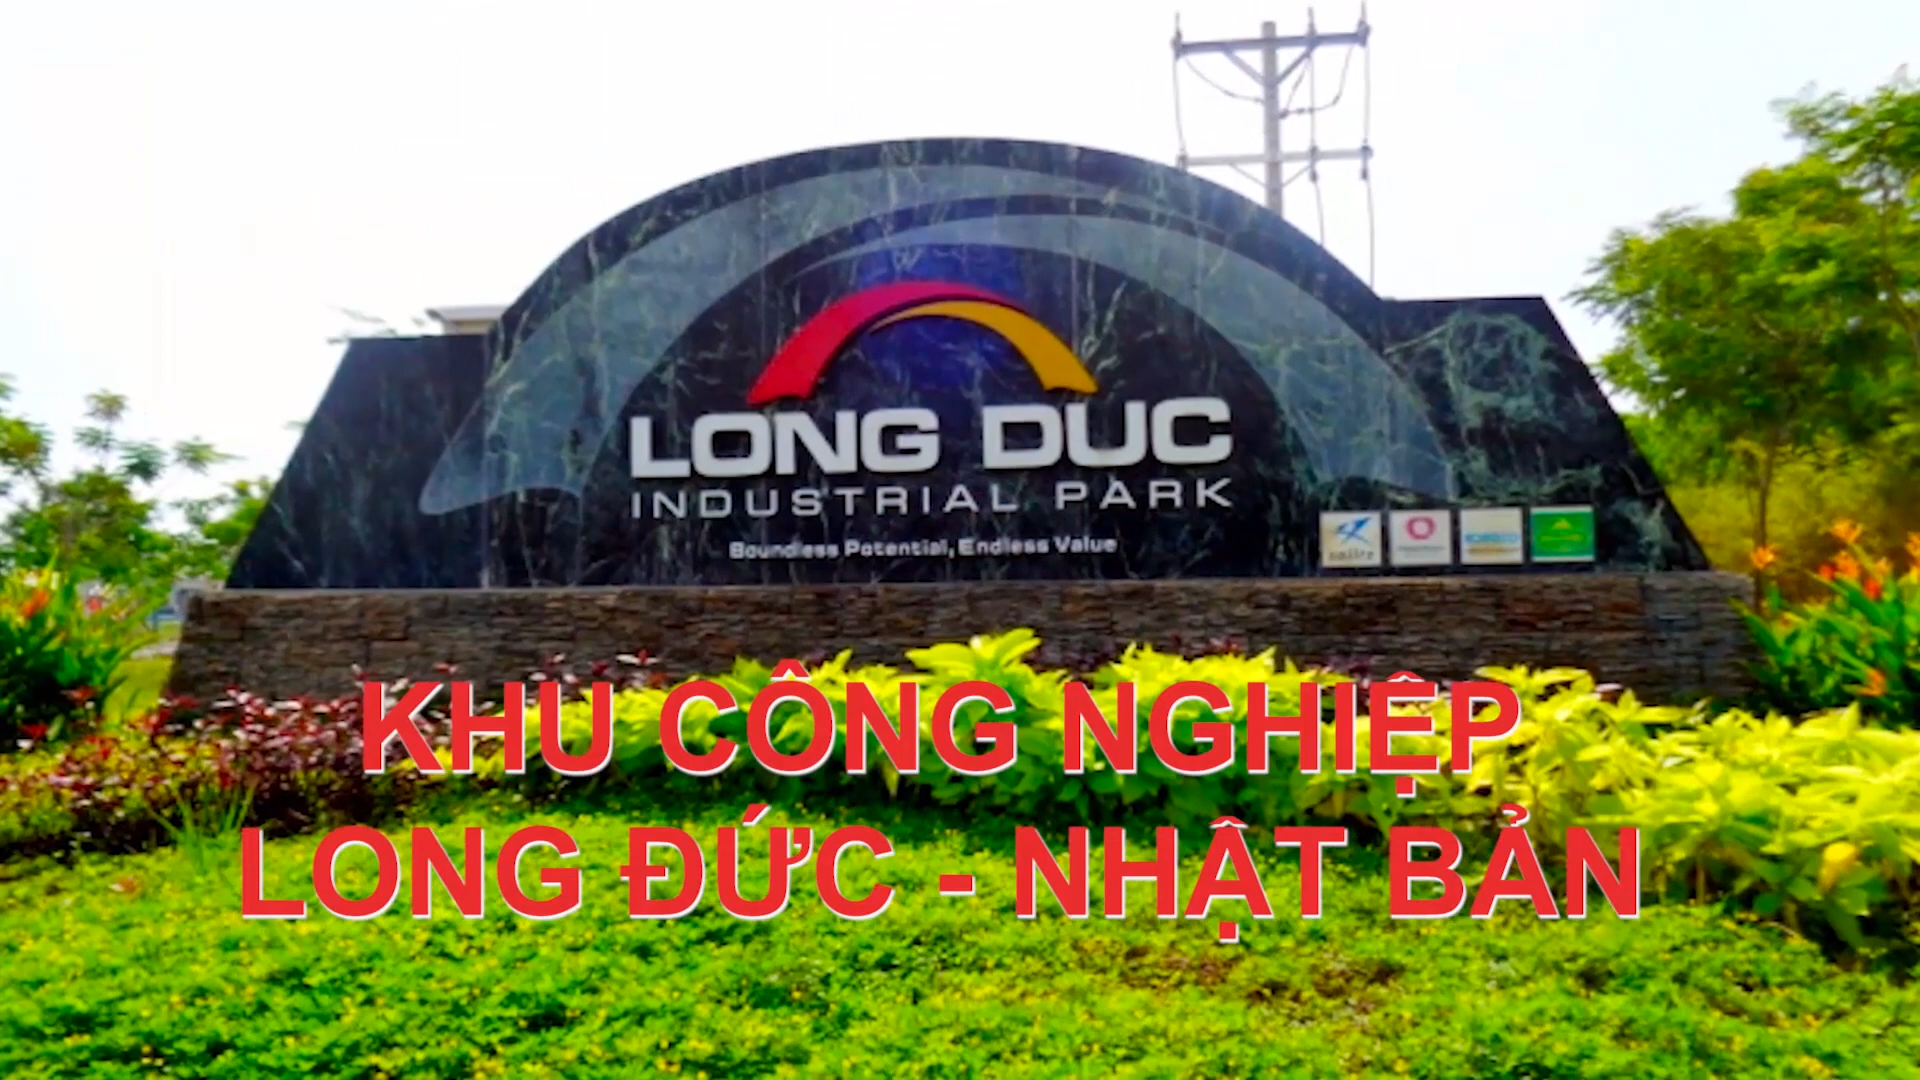 LONG DUC
INDUSTRIAL PARK
Boundless Potential, Endless Value
KHU CÔNG NGHIỆP
LONG ĐỨC - NHẬT BẢN